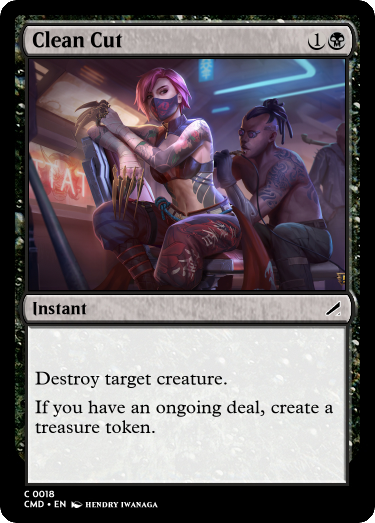 Clean Cut 1
TA
Instant
Destroy target creature.
If you have an ongoing deal, create a
treasure token.
C 0018
CMD • EN HENDRY IWANAGA